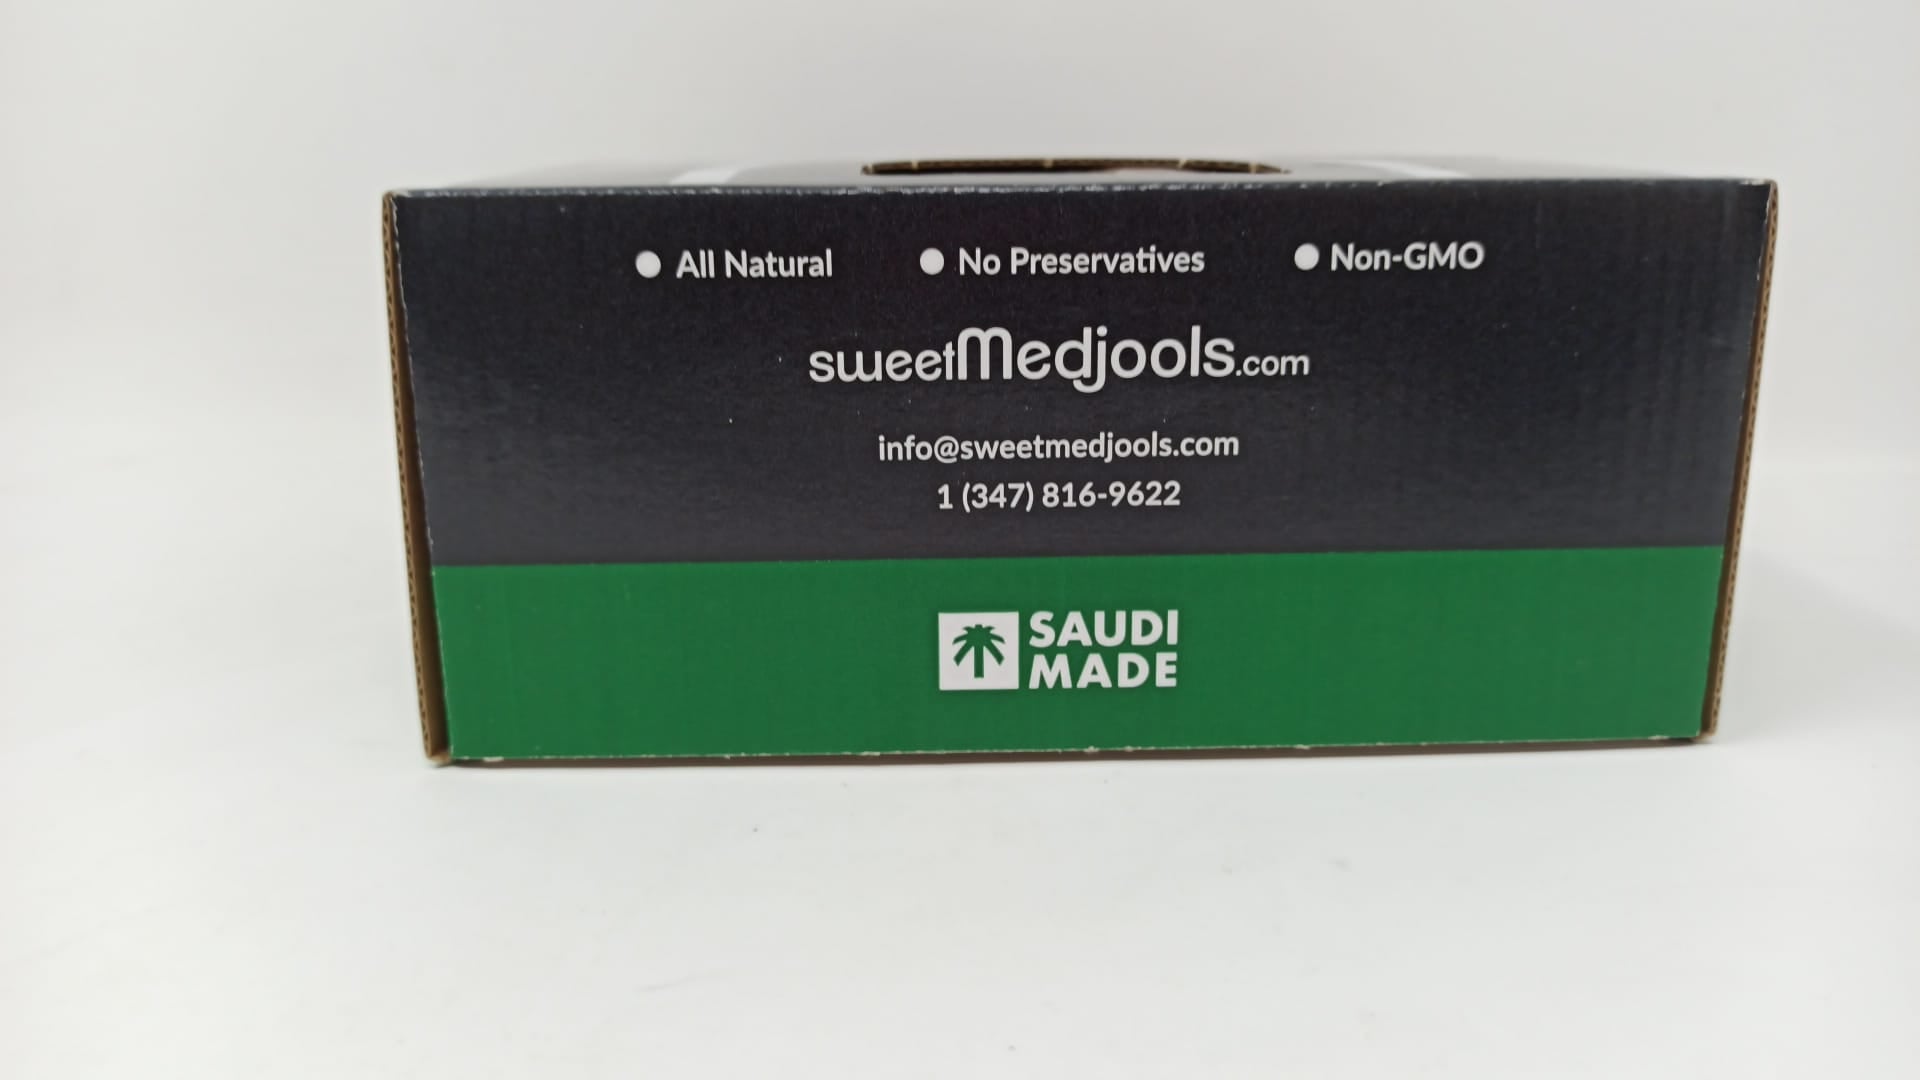 All Natural No Preservatives Non-GMO
sweetMedjools.com
info@sweetmedjools.com
1 (347) 816-9622
SAUDI
MADE